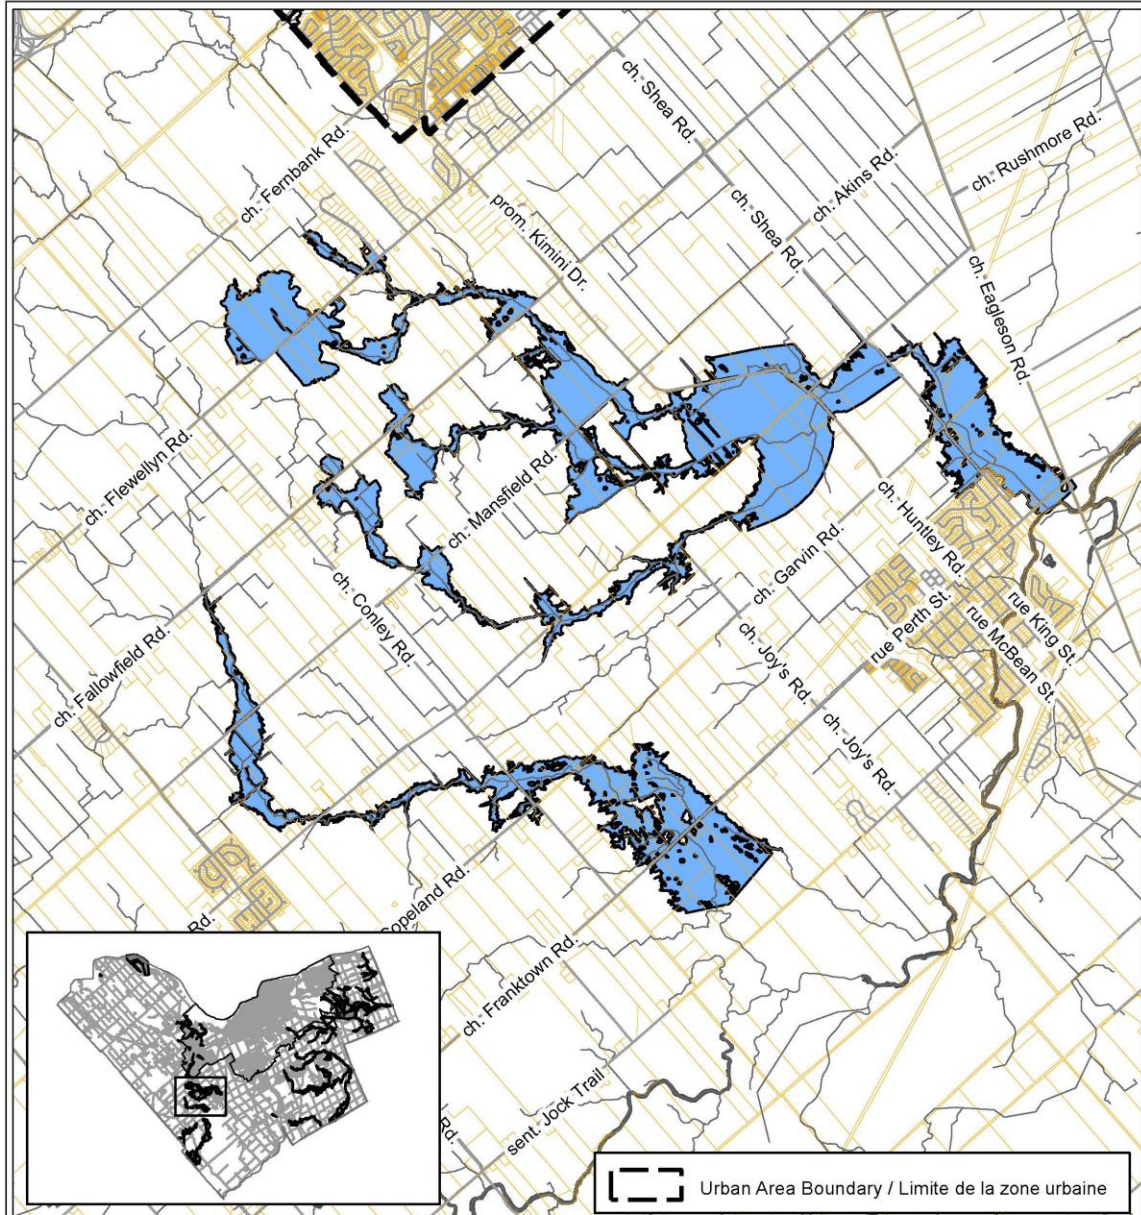 ch. Shea Rd.
ch. Fernbank Rd.
ch. Rushmore Rd.
ch. Akins Rd.
prom. Kimini Dr.
ch. Shea Rd.
ch. Eagleson Rd.
ch. Flewellyn Rd.
ch. Mansfield Rd.
ch. Huntley Rd.
ch. Garvin Rd.
ch. Conley Rd.
rue Perth St.
rue King St.
rue McBean St.
ch. Fallowfield Rd.
ch. Joy's Rd.
ch. Joy's Rd.
Copeland Rd.
Rd.
ch. Franktown Rd.
sent. Jock Trail
Rd.
Urban Area Boundary / Limite de la zone urbaine